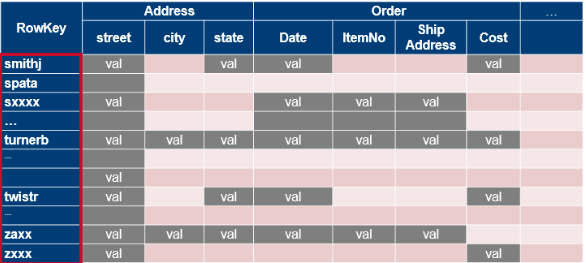 RowKey Address Order ...
street city state Date ItemNo Ship Address Cost
smithj val val val val
spata
sxxxx val val val val
...
turnerb val val val val val val val
...
val
twistr val val val val
...
zaxx val val val val val val
zxxx val val